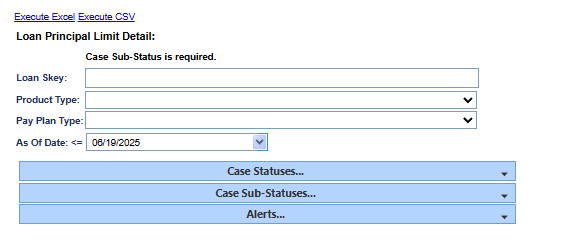 Execute Excel Execute CSV
Loan Principal Limit Detail:
Case Sub-Status is required.
Loan Skey:
Product Type:
Pay Plan Type:
As Of Date: <= 06/19/2025
Case Statuses...
Case Sub-Statuses...
Alerts...